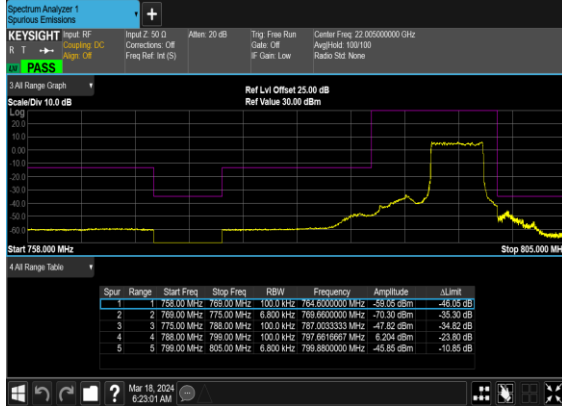 Spectrum Analyzer 1
Spurious Emissions
+
KEYSIGHT Input: RF Input Z: 50 Ω Atten: 20 dB Trig: Free Run Center Freq: 22.005000000 GHz
R T Coupling: DC Corrections: Off Gate: Off Avg|Hold: 100/100
Align: Off Freq Ref: Int (S) IF Gain: Low Radio Std: None
PASS
3 All Range Graph
Scale/Div 10.0 dB Ref Lvl Offset 25.00 dB
Ref Value 30.00 dBm
Log
20.0
10.0
0.00
-10.0
-20.0
-30.0
-40.0
-50.0
-60.0
Start 758.000 MHz Stop 805.000 MHz
4 All Range Table
Spur Range Start Freq Stop Freq RBW Frequency Amplitude ΔLimit
1 1 758.00 MHz 769.00 MHz 100.0 kHz 764.6000000 MHz -59.05 dBm -46.05 dB
2 2 769.00 MHz 775.00 MHz 6.800 kHz 769.6600000 MHz -70.30 dBm -35.30 dB
3 3 775.00 MHz 788.00 MHz 100.0 kHz 787.0033333 MHz -47.82 dBm -34.82 dB
4 4 788.00 MHz 799.00 MHz 100.0 kHz 797.6616667 MHz 6.204 dBm -23.80 dB
5 5 799.00 MHz 805.00 MHz 6.800 kHz 799.8800000 MHz -45.85 dBm -10.85 dB
? Mar 18, 2024
6:23:01 AM